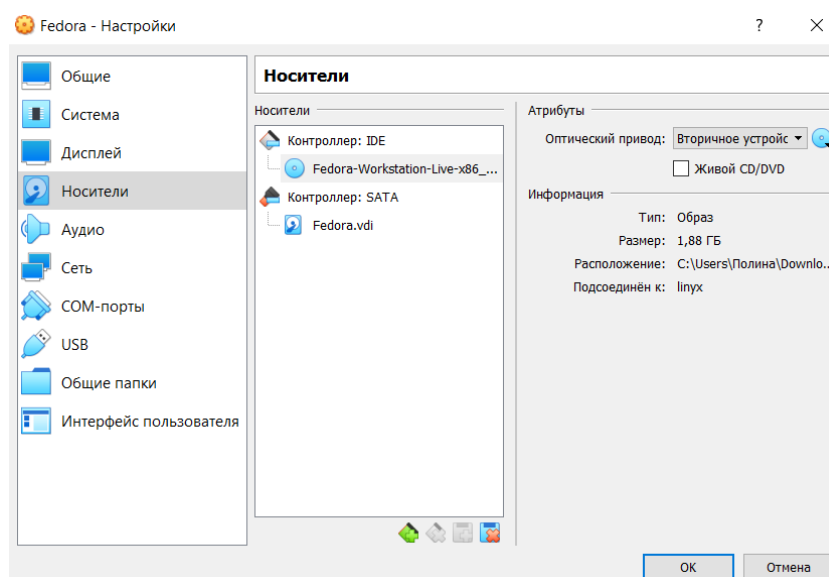 Fedora - Настройки
?
Общие
Система
Дисплей
Носители
Аудио
Сеть
COM-порты
USB
Общие папки
Интерфейс пользователя
Носители
Носители
Контроллер: IDE
Fedora-Workstation-Live-x86_...
Контроллер: SATA
Fedora.vdi
Атрибуты
Оптический привод: Вторичное устройс
Живой CD/DVD
Информация
Тип: Образ
Размер: 1,88 ГБ
Расположение: C:\Users\Полина\Downlo...
Подсоединён к: linyx
OK
Отмена